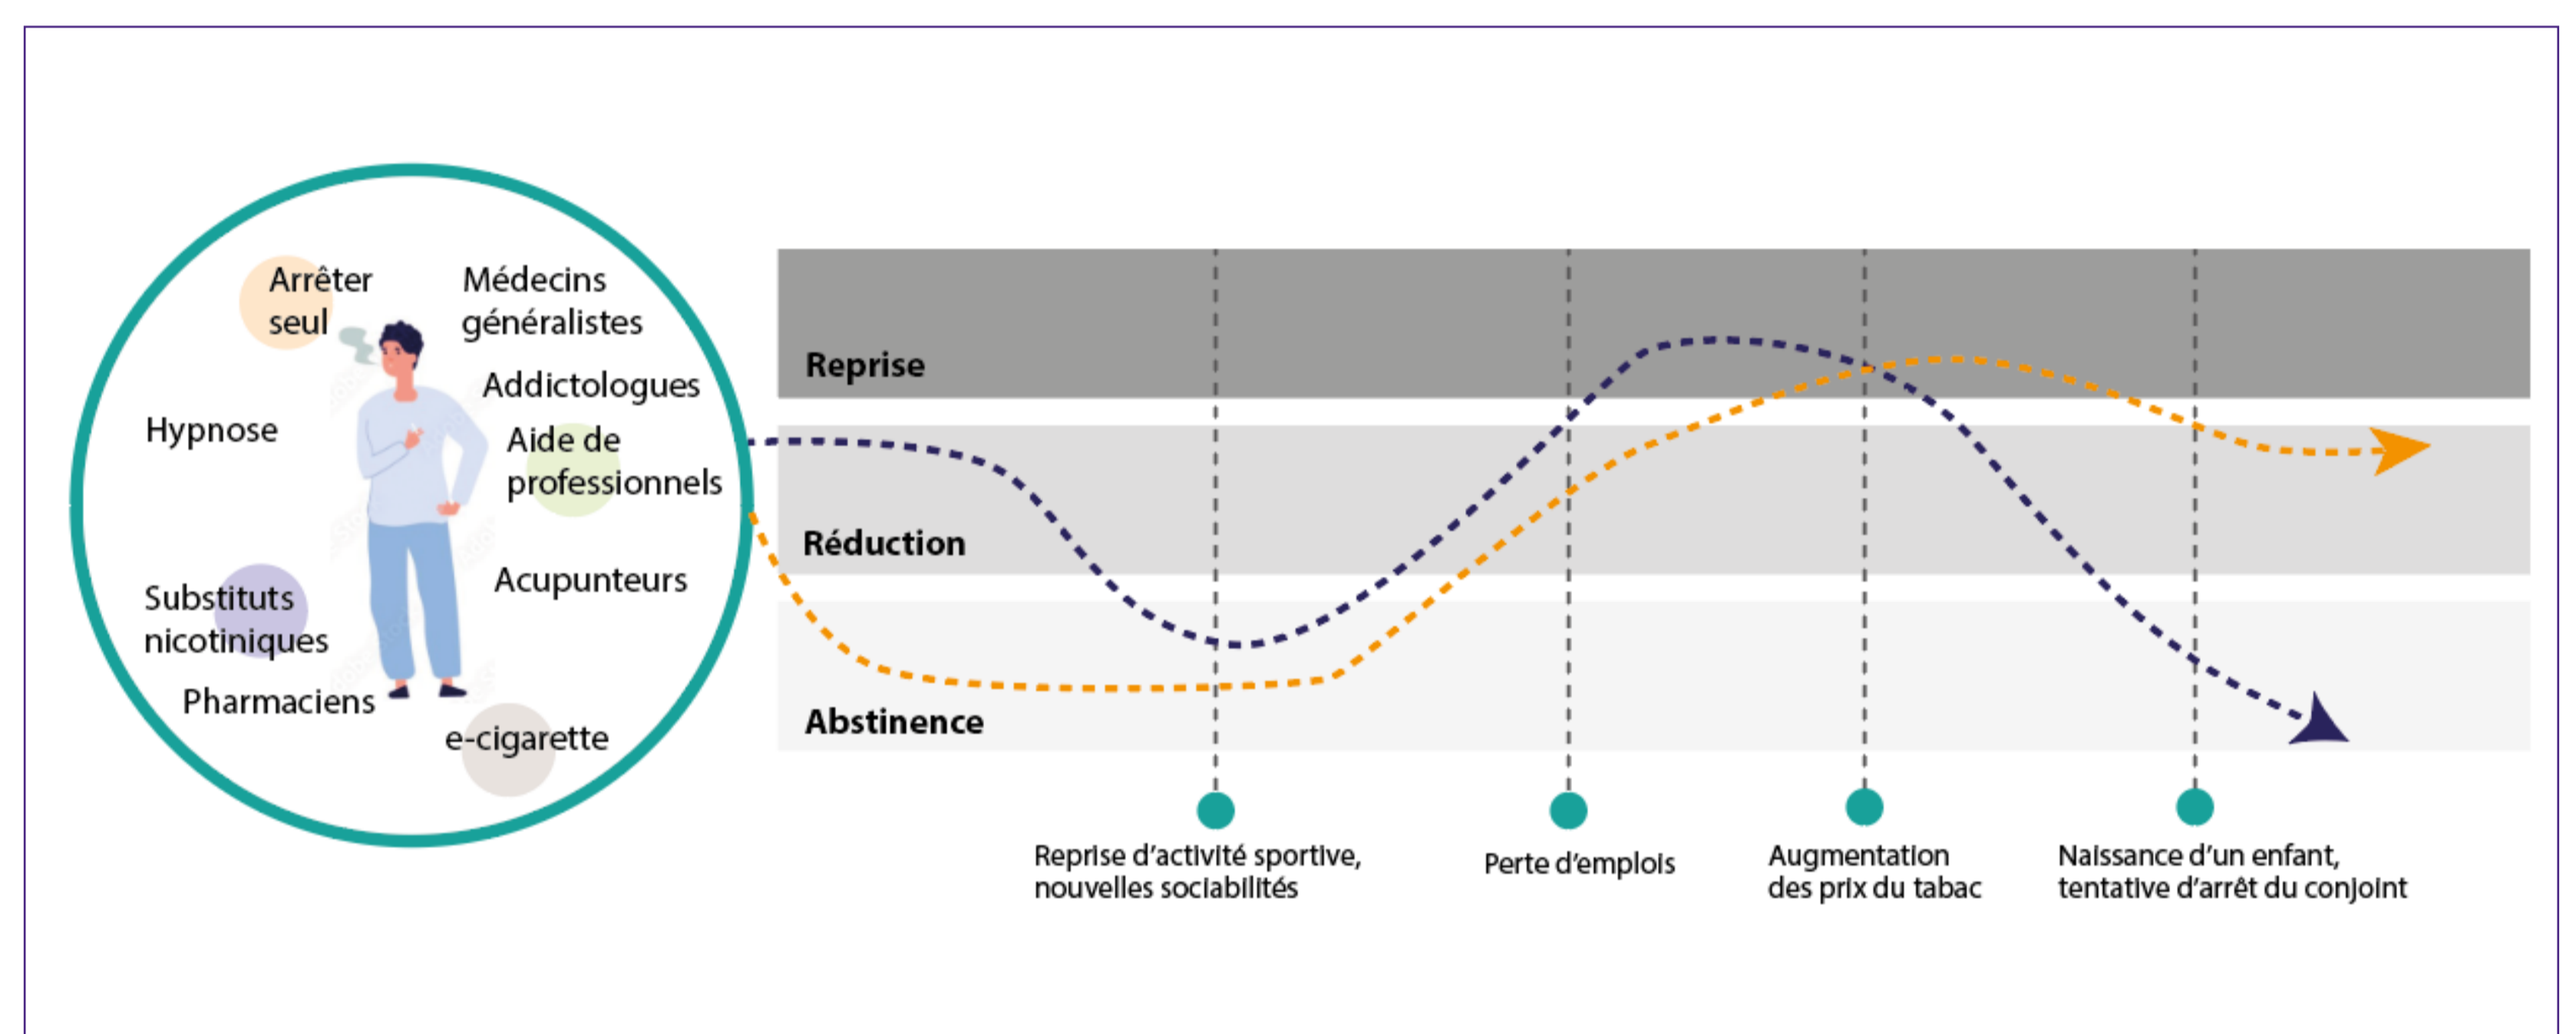 Arrêter
seul
Médecins
généralistes
Addictologues
Hypnose
Aide de
professionnels
Acupunteurs
Substituts
nicotiniques
Pharmaciens
e-cigarette
Reprise
Réduction
Abstinence
Reprise d'activité sportive,
nouvelles sociabilités
Perte d'emplois
Augmentation
des prix du tabac
Naissance d'un enfant,
tentative d'arrêt du conjoint